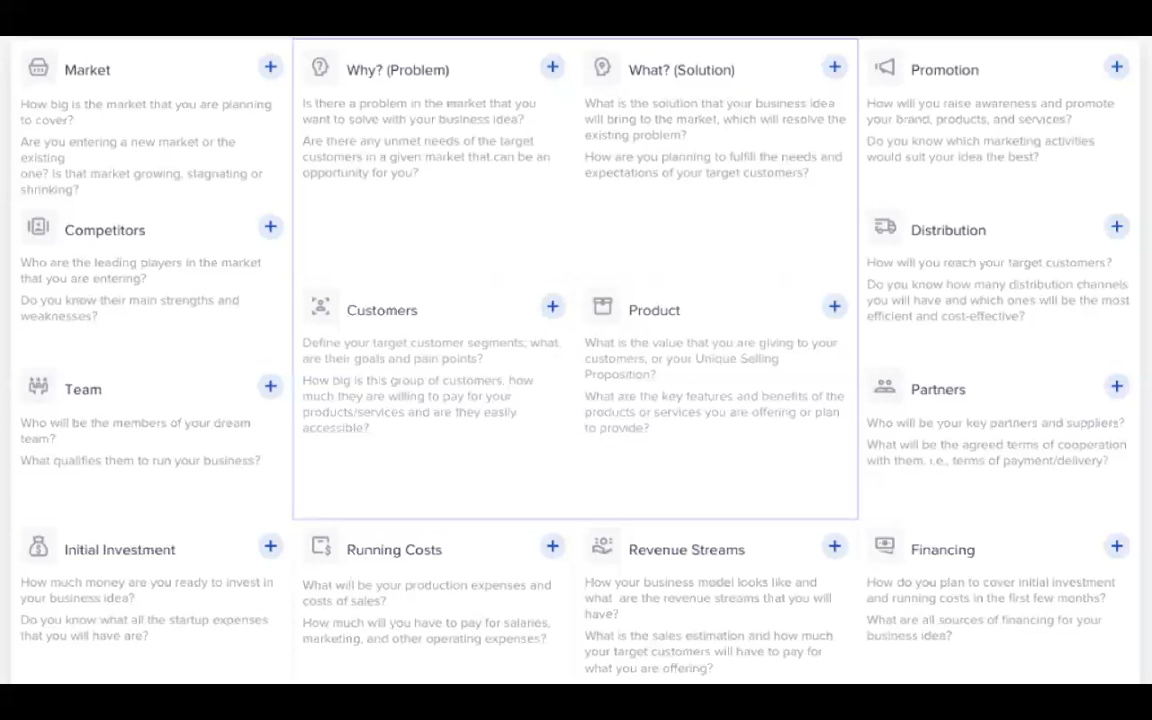 Market
How big is the market that you are planning
to cover?
Are you entering a new market or the
existing
one? Is that market growing, stagnating or
shrinking?
Why? (Problem)
Is there a problem in the market that you
want to solve with your business idea?
Are there any unmet needs of the target
customers in a given market that can be an
opportunity for you?
What? (Solution)
What is the solution that your business idea
will bring to the market, which will resolve the
existing problem?
How are you planning to fulfill the needs and
expectations of your target customers?
Promotion
How will you raise awareness and promote
your brand, products, and services?
Do you know which marketing activities
would suit your idea the best?
Competitors
Who are the leading players in the market
that you are entering?
Do you know their main strengths and
weaknesses?
Distribution
How will you reach your target customers?
Do you know how many distribution channels
you will have and which ones will be the most
efficient and cost-effective?
Customers
Define your target customer segments; what
are their goals and pain points?
How big is this group of customers, how
much they are willing to pay for your
products/services and are they easily
accessible?
Product
What is the value that you are giving to your
customers, or your Unique Selling
Proposition?
What are the key features and benefits of the
products or services you are offering or plan
to provide?
Team
Who will be the members of your dream
team?
What qualifies them to run your business?
Partners
Who will be your key partners and suppliers?
What will be the agreed terms of cooperation
with them, i.e., terms of payment/delivery?
Initial Investment
How much money are you ready to invest in
your business idea?
Do you know what all the startup expenses
that you will have are?
Running Costs
What will be your production expenses and
costs of sales?
How much will you have to pay for salaries,
marketing, and other operating expenses?
Revenue Streams
How your business model looks like and
what are the revenue streams that you will
have?
What is the sales estimation and how much
your target customers will have to pay for
what you are offering?
Financing
How do you plan to cover initial investment
and running costs in the first few months?
What are all sources of financing for your
business idea?